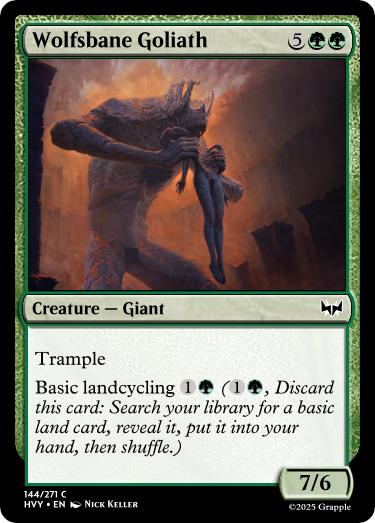 Wolfsbane Goliath 5
Creature — Giant
Trample
Basic landcycling 1 ( 1 , Discard
this card: Search your library for a basic
land card, reveal it, put it into your
hand, then shuffle.)
7/6
144/271 C
HVY • EN NICK KELLER
©2025 Grapple